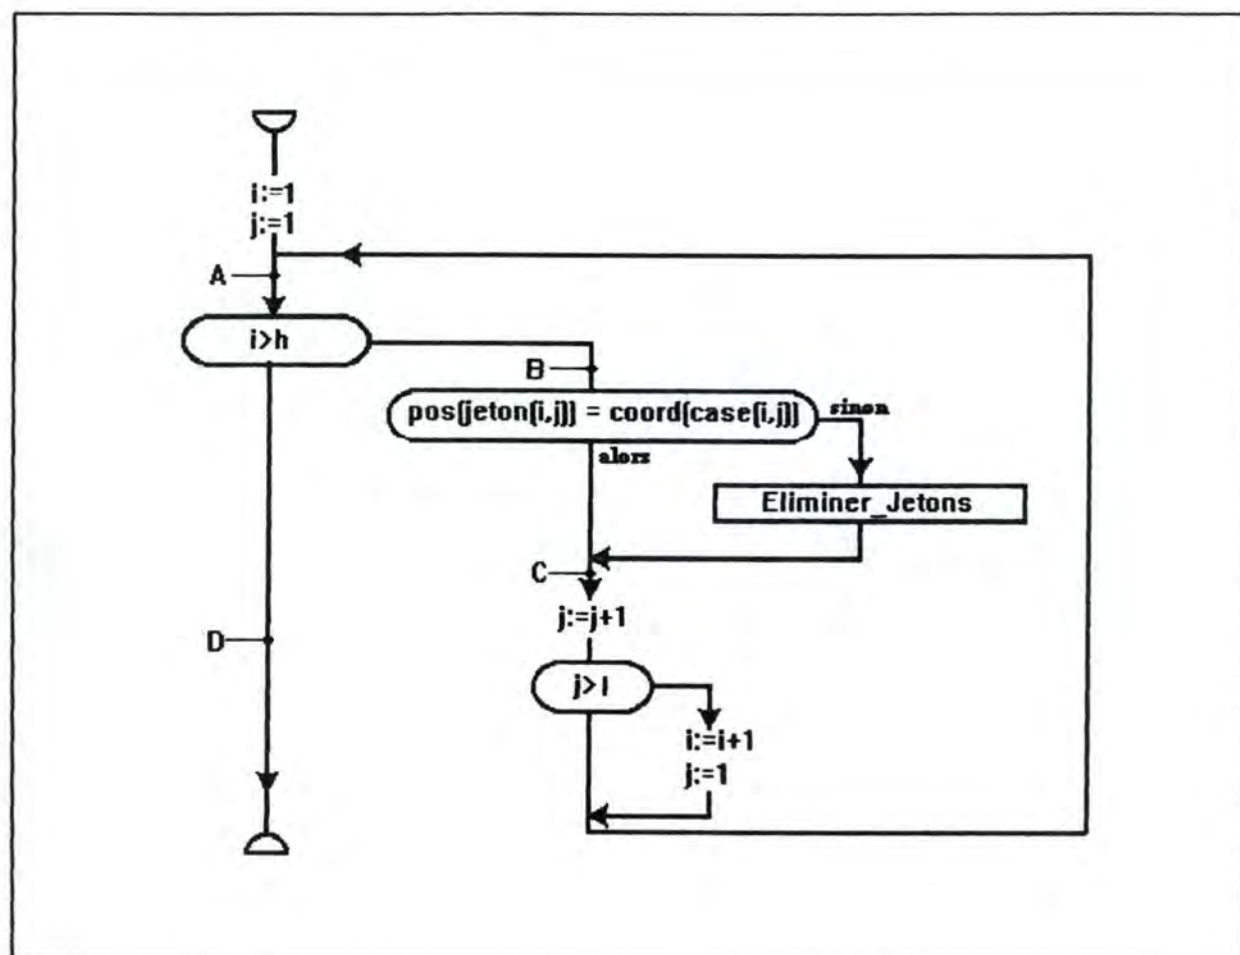 i:=1
j:=1
A
i>h
B
pos(jeton(i,j)) = coord(case(i,j))
sinon
alors
Eliminer_Jetons
C
j:=j+1
D
j>l
i:=i+1
j:=1